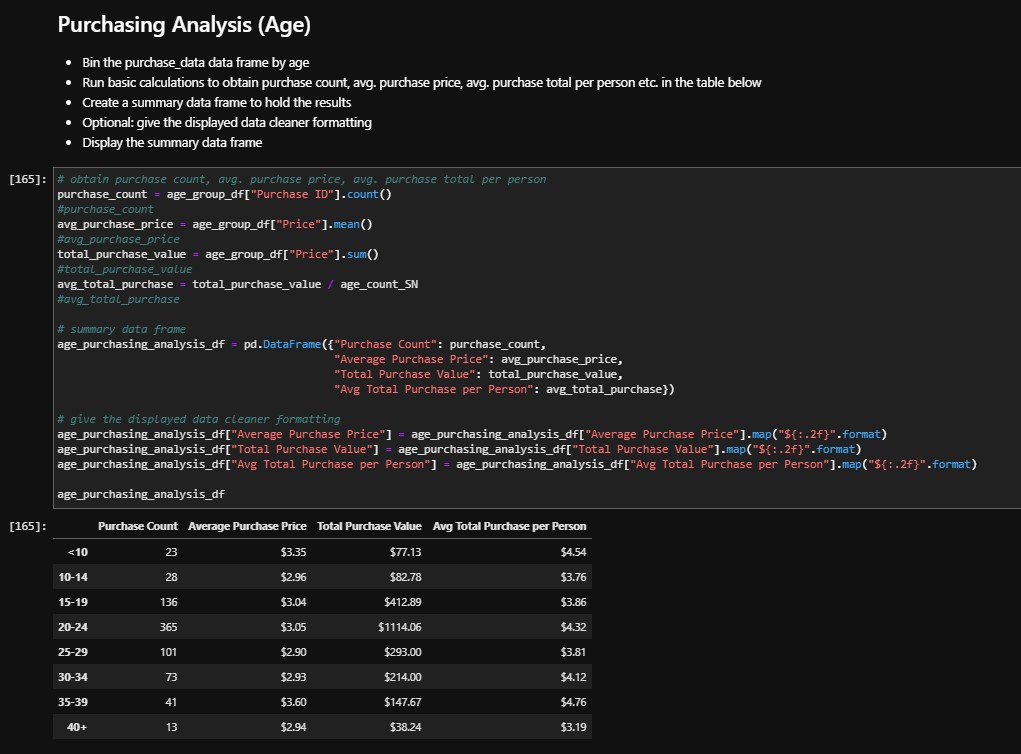 Purchasing Analysis (Age)
• Bin the purchase_data data frame by age
• Run basic calculations to obtain purchase count, avg. purchase price, avg. purchase total per person etc. in the table below
• Create a summary data frame to hold the results
• Optional: give the displayed data cleaner formatting
• Display the summary data frame
[165]: # obtain purchase count, avg. purchase price, avg. purchase total per person
purchase_count = age_group_df["Purchase ID"].count()
#purchase_count
avg_purchase_price = age_group_df["Price"].mean()
#avg_purchase_price
total_purchase_value = age_group_df["Price"].sum()
#total_purchase_value
avg_total_purchase = total_purchase_value / age_count_SN
#avg_total_purchase
# summary data frame
age_purchasing_analysis_df = pd.DataFrame({"Purchase Count": purchase_count,
"Average Purchase Price": avg_purchase_price,
"Total Purchase Value": total_purchase_value,
"Avg Total Purchase per Person": avg_total_purchase})
# give the displayed data cleaner formatting
age_purchasing_analysis_df["Average Purchase Price"] = age_purchasing_analysis_df["Average Purchase Price"].map("${:.2f}".format)
age_purchasing_analysis_df["Total Purchase Value"] = age_purchasing_analysis_df["Total Purchase Value"].map("${:.2f}".format)
age_purchasing_analysis_df["Avg Total Purchase per Person"] = age_purchasing_analysis_df["Avg Total Purchase per Person"].map("${:.2f}".format)
age_purchasing_analysis_df
[165]: Purchase Count Average Purchase Price Total Purchase Value Avg Total Purchase per Person
<10 23 $3.35 $77.13 $4.54
10-14 28 $2.96 $82.78 $3.76
15-19 136 $3.04 $412.89 $3.86
20-24 365 $3.05 $1114.06 $4.32
25-29 101 $2.90 $293.00 $3.81
30-34 73 $2.93 $214.00 $4.12
35-39 41 $3.60 $147.67 $4.76
40+ 13 $2.94 $38.24 $3.19